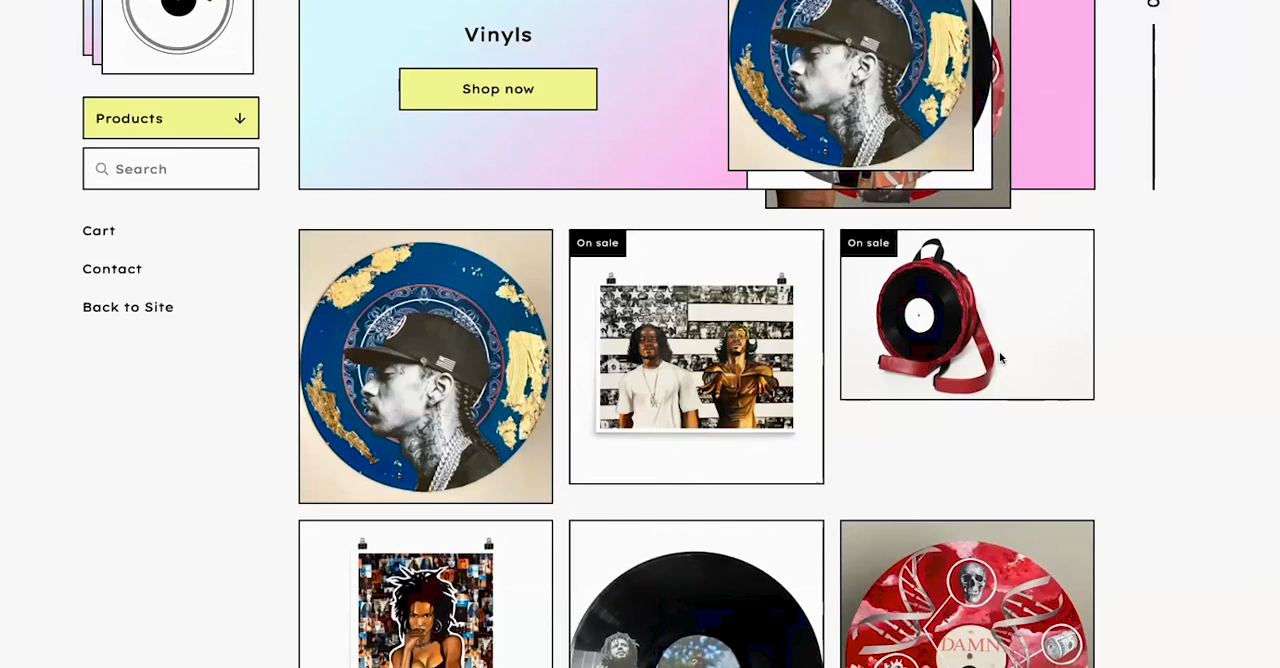 Vinyls
Shop now
Products
Search
Cart
Contact
Back to Site
On sale
On sale
DAMN